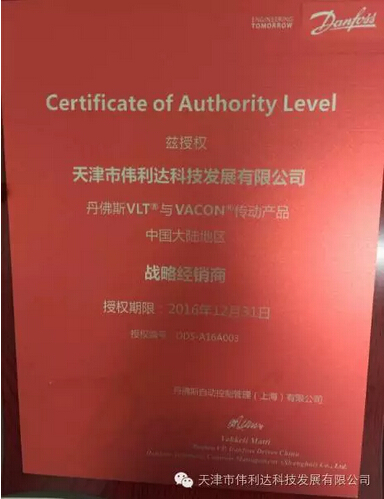 ENGINEERING
TOMORROW
Danfoss
Certificate of Authority Level
兹授权
天津市伟利达科技发展有限公司
丹佛斯VLT®与VACON®传动产品
中国大陆地区
战略经销商
授权期限：2016年12月31日
授权编号：DDS-A16A003
丹佛斯自动控制管理（上海）有限公司
天津市伟利达科技发展有限公司